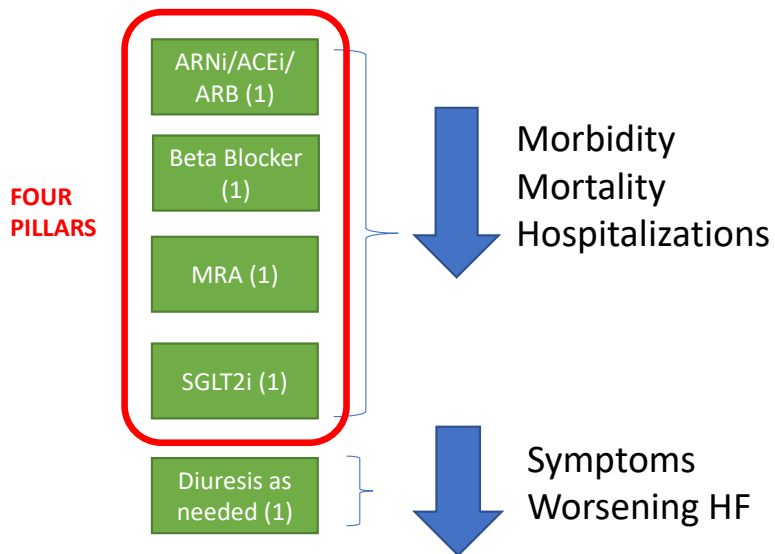 ARNi/ACEi/
ARB (1)
Beta Blocker
(1)
FOUR
PILLARS
MRA (1)
SGLT2i (1)
Morbidity
Mortality
Hospitalizations
Diuresis as
needed (1)
Symptoms
Worsening HF